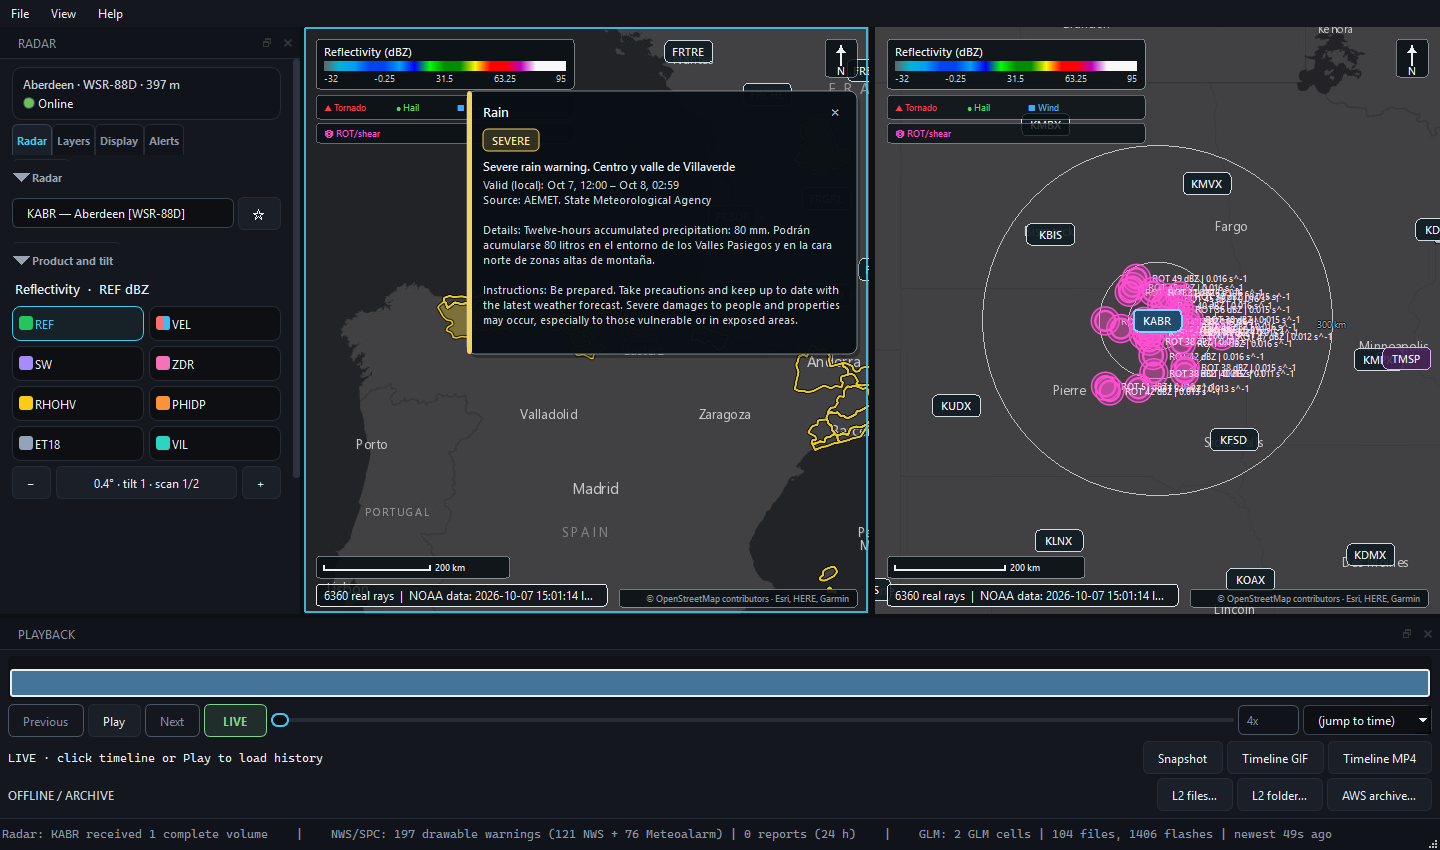 File View Help
RADAR
Aberdeen · WSR-88D · 397 m
Online
Radar Layers Display Alerts
Radar
KABR — Aberdeen [WSR-88D]
Product and tilt
Reflectivity · REF dBZ
REF VEL
SW ZDR
RHOHV PHIDP
ET18 VIL
− 0.4° · tilt 1 · scan 1/2 +
Reflectivity (dBZ)
-32 -0.25 31.5 63.25 95
Tornado Hail
ROT/shear
FRTRE
N
Rain
×
SEVERE
Severe rain warning. Centro y valle de Villaverde
Valid (local): Oct 7, 12:00 – Oct 8, 02:59
Source: AEMET. State Meteorological Agency
Details: Twelve-hours accumulated precipitation: 80 mm. Podrán
acumularse 80 litros en el entorno de los Valles Pasiegos y en la cara
norte de zonas altas de montaña.
Instructions: Be prepared. Take precautions and keep up to date with
the latest weather forecast. Severe damages to people and properties
may occur, especially to those vulnerable or in exposed areas.
Andorra
Valladolid
Zaragoza
Porto
Madrid
PORTUGAL
SPAIN
200 km
6360 real rays | NOAA data: 2026-10-07 15:01:14 l...
© OpenStreetMap contributors · Esri, HERE, Garmin
Reflectivity (dBZ)
-32 -0.25 31.5 63.25 95
Tornado Hail Wind
ROT/shear
KMBX
Kenora
N
KMVX
KBIS
Fargo
ROT 49 dBZ | 0.016 s^-1
KABR
300 km
Minneapolis
TMSP
Pierre
KUDX
KFSD
KLNX
KDMX
KOAX
Lincoln
200 km
6360 real rays | NOAA data: 2026-10-07 15:01:14 l...
© OpenStreetMap contributors · Esri, HERE, Garmin
PLAYBACK
Previous Play Next LIVE 4x (jump to time)
LIVE · click timeline or Play to load history
Snapshot Timeline GIF Timeline MP4
OFFLINE / ARCHIVE
L2 files... L2 folder... AWS archive...
Radar: KABR received 1 complete volume | NWS/SPC: 197 drawable warnings (121 NWS + 76 Meteoalarm) | 0 reports (24 h) | GLM: 2 GLM cells | 104 files, 1406 flashes | newest 49s ago